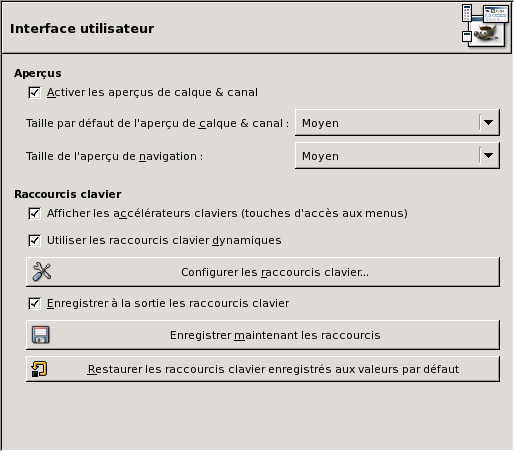 Interface utilisateur
Aperçus
Activer les aperçus de calque & canal
Taille par défaut de l'aperçu de calque & canal : Moyen
Taille de l'aperçu de navigation : Moyen
Raccourcis clavier
Afficher les accélérateurs claviers (touches d'accès aux menus)
Utiliser les raccourcis clavier dynamiques
Configurer les raccourcis clavier...
Enregistrer à la sortie les raccourcis clavier
Enregistrer maintenant les raccourcis
Restaurer les raccourcis clavier enregistrés aux valeurs par défaut